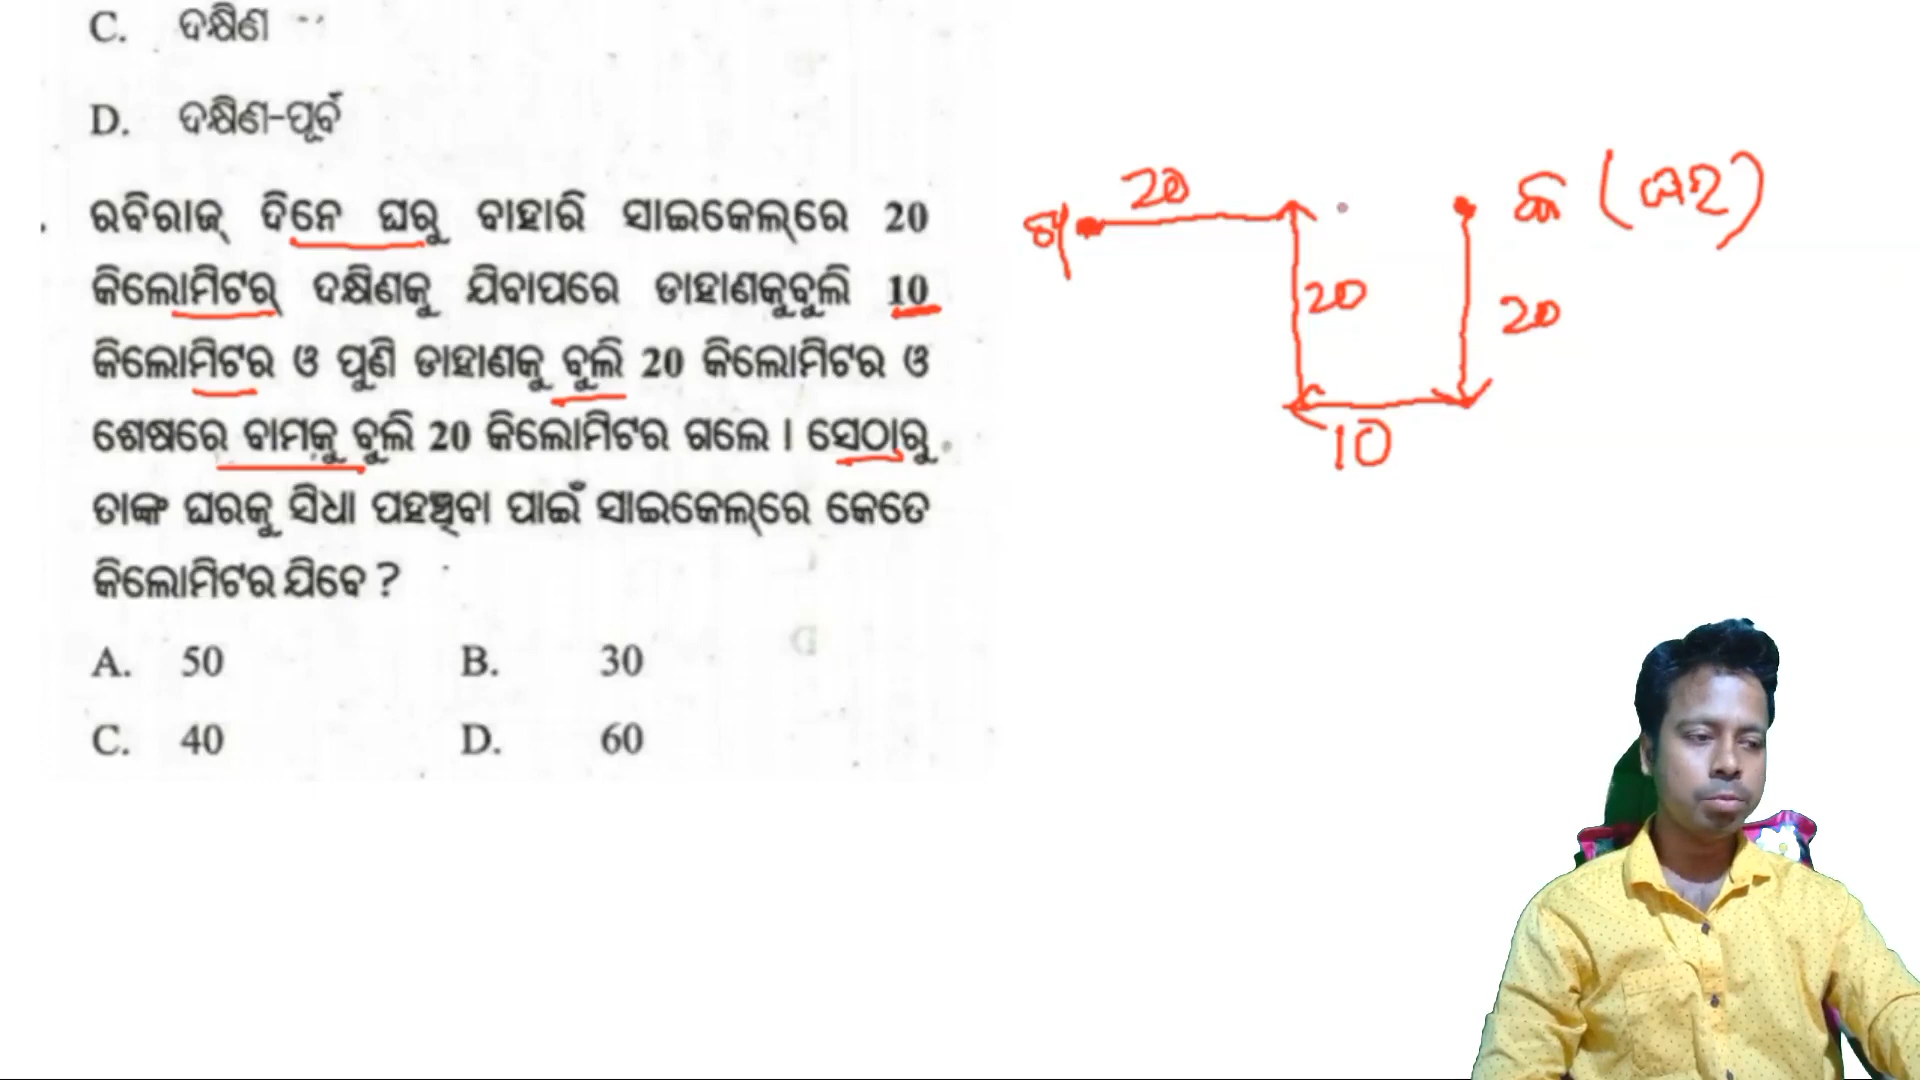 C. ଦକ୍ଷିଣ
D. ଦକ୍ଷିଣ-ପୂର୍ବ
ରବିରାଜ୍ ଦିନେ ଘରୁ ବାହାରି ସାଇକେଲ୍‌ରେ 20
କିଲୋମିଟର୍ ଦକ୍ଷିଣକୁ ଯିବାପରେ ଡାହାଣକୁବୁଲି 10
କିଲୋମିଟର ଓ ପୁଣି ଡାହାଣକୁ ବୁଲି 20 କିଲୋମିଟର ଓ
ଶେଷରେ ବାମକୁ ବୁଲି 20 କିଲୋମିଟର ଗଲେ । ସେଠାରୁ
ତାଙ୍କ ଘରକୁ ସିଧା ପହଞ୍ଚିବା ପାଇଁ ସାଇକେଲ୍‌ରେ କେତେ
କିଲୋମିଟର ଯିବେ ?
A. 50 B. 30
C. 40 D. 60
20
ଖ
କ (ଘର)
20
20
10